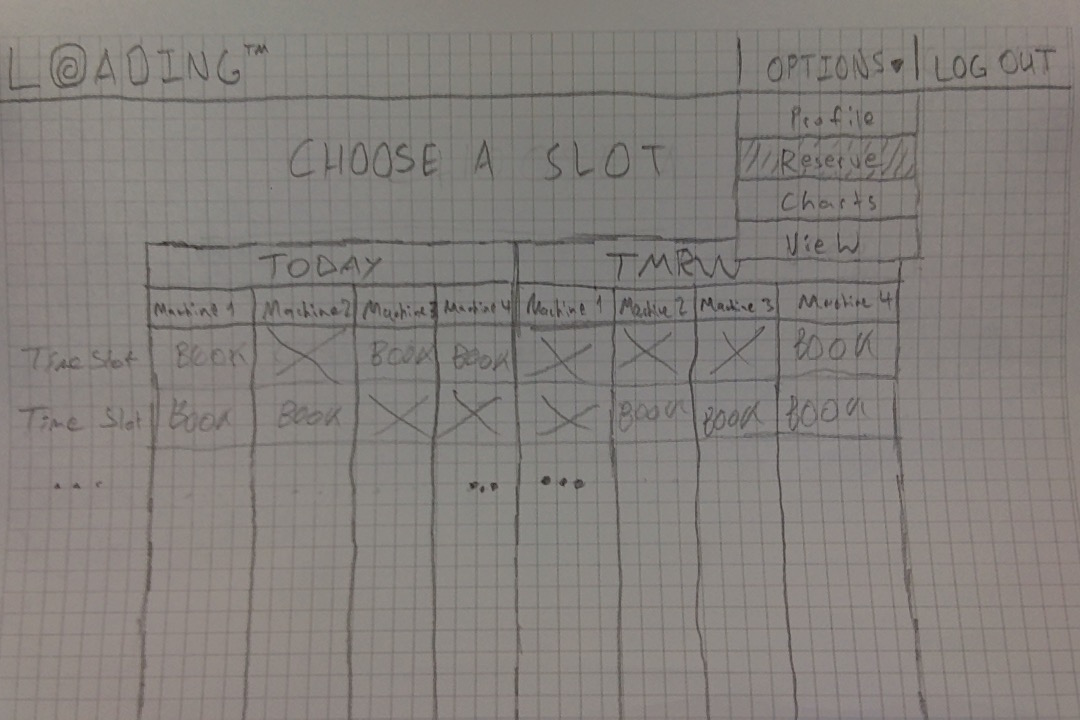 L@ADING™ OPTIONS LOG OUT
Profile
CHOOSE A SLOT Reserve
Charts
View
TODAY TMRW
Machine 1 Machine 2 Machine 3 Machine 4 Machine 1 Machine 2 Machine 3 Machine 4
Time Slot BOOK X BOOK BOOK X X X BOOK
Time Slot BOOK BOOK X X X BOOK BOOK BOOK
... ... ...